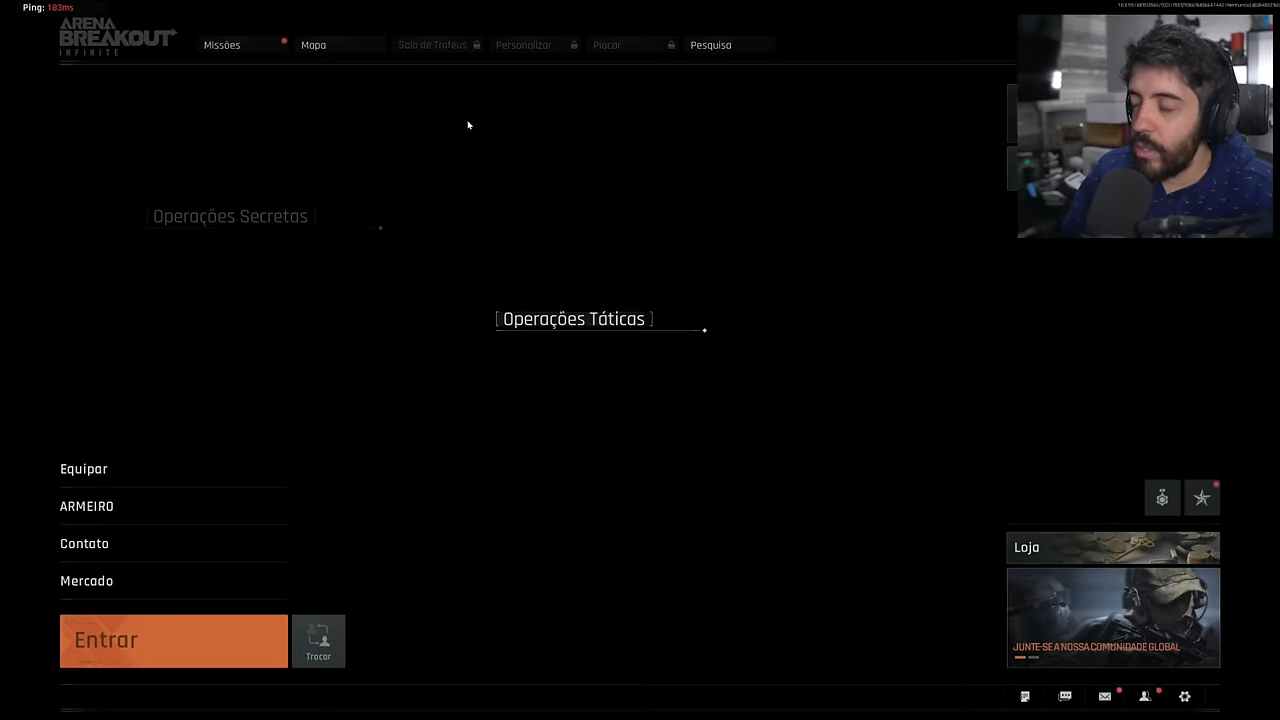 Ping: 183ms
ARENA
BREAKOUT
INFINITE
Missões
Mapa
Sala de Troféus
Personalizar
Placar
Pesquisa
[ Operações Secretas ]
[ Operações Táticas ]
Equipar
ARMEIRO
Contato
Mercado
Entrar
Trocar
Loja
JUNTE-SE A NOSSA COMUNIDADE GLOBAL